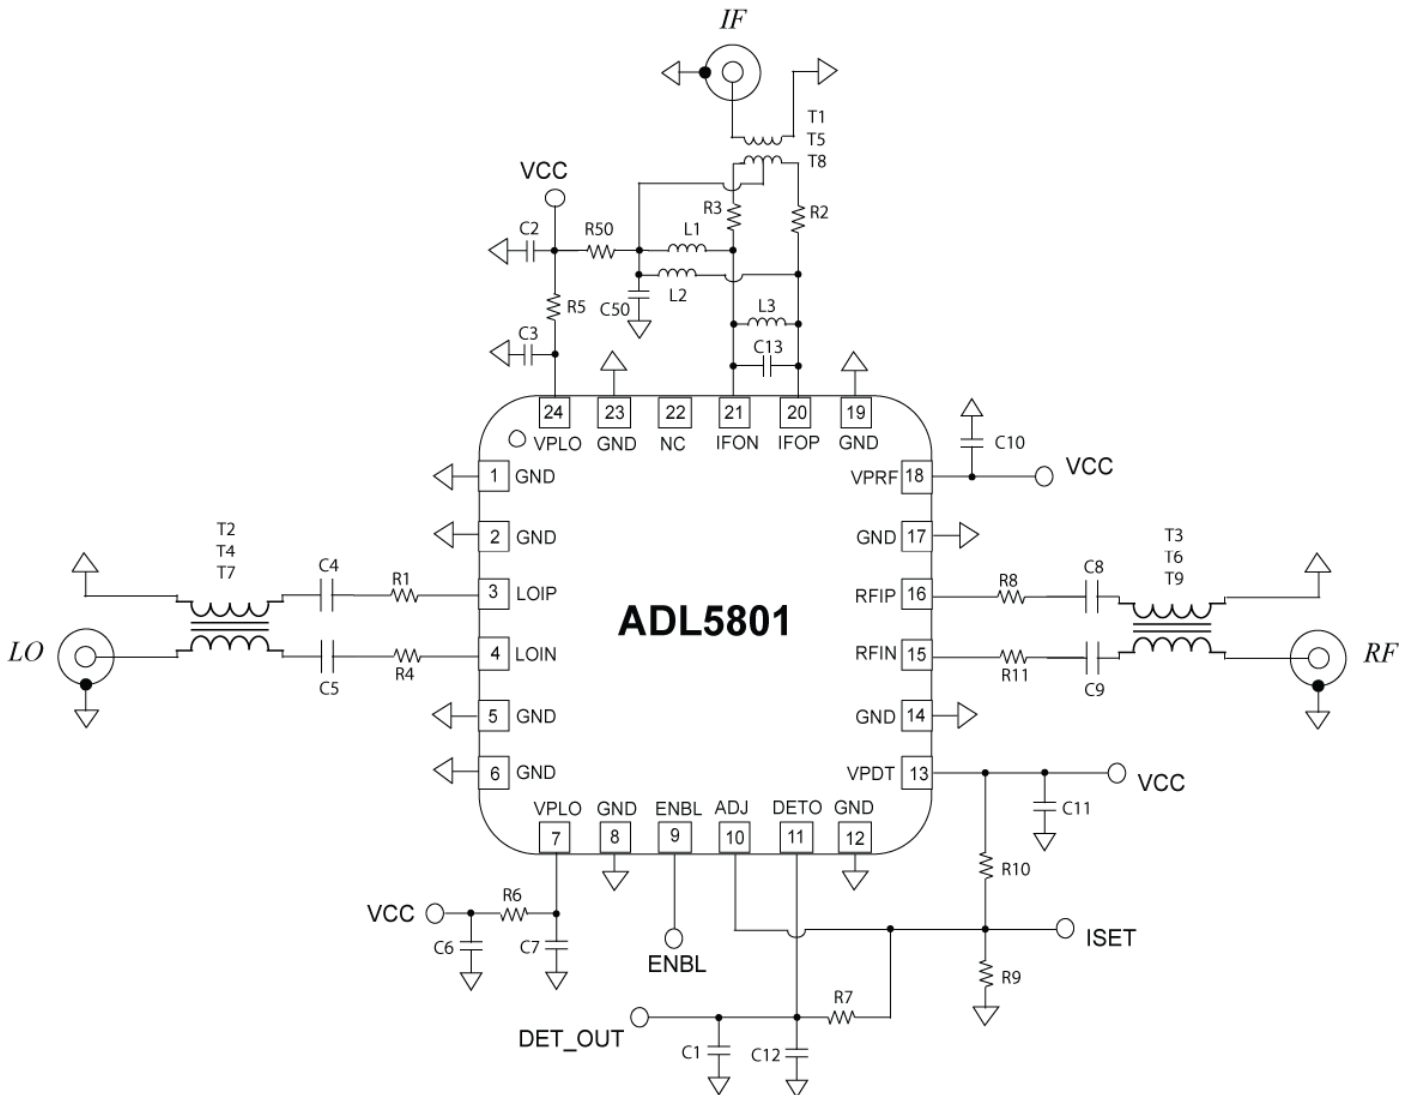 IF
T1
T5
T8
VCC
R3
R2
C2
R50
L1
R5
C50
L2
C3
L3
C13
24
23
22
21
20
19
VPLO
GND
NC
IFON
IFOP
GND
C10
1
GND
VPRF
18
VCC
2
GND
GND
17
T2
T4
T7
T3
T6
T9
C4
R1
3
LOIP
RFIP
16
R8
C8
ADL5801
LO
C5
R4
4
LOIN
RFIN
15
R11
C9
RF
5
GND
GND
14
6
GND
VPDT
13
VCC
C11
VPLO
GND
ENBL
ADJ
DETO
GND
7
8
9
10
11
12
R10
VCC
R6
C6
C7
ENBL
ISET
R9
R7
DET_OUT
C1
C12